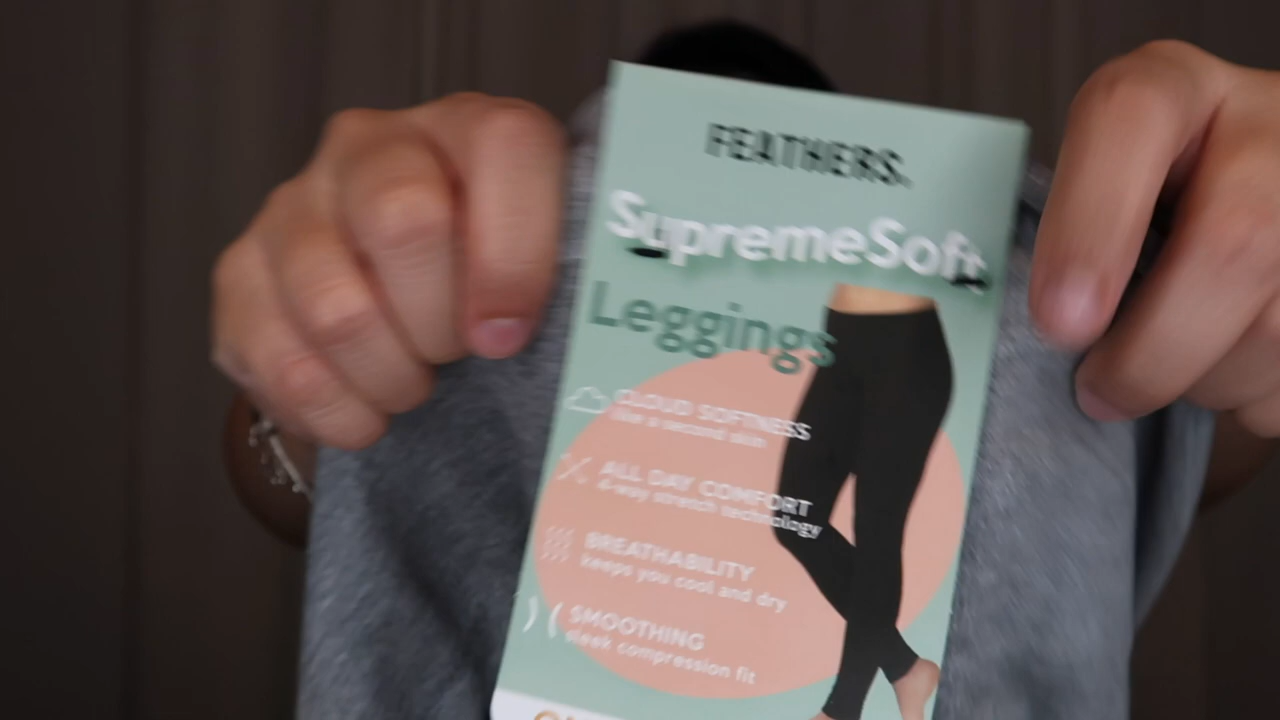 FEATHERS.
SupremeSoft
Leggings
CLOUD SOFTNESS
like a second skin
ALL DAY COMFORT
4-way stretch technology
BREATHABILITY
keeps you cool and dry
SMOOTHING
sleek compression fit